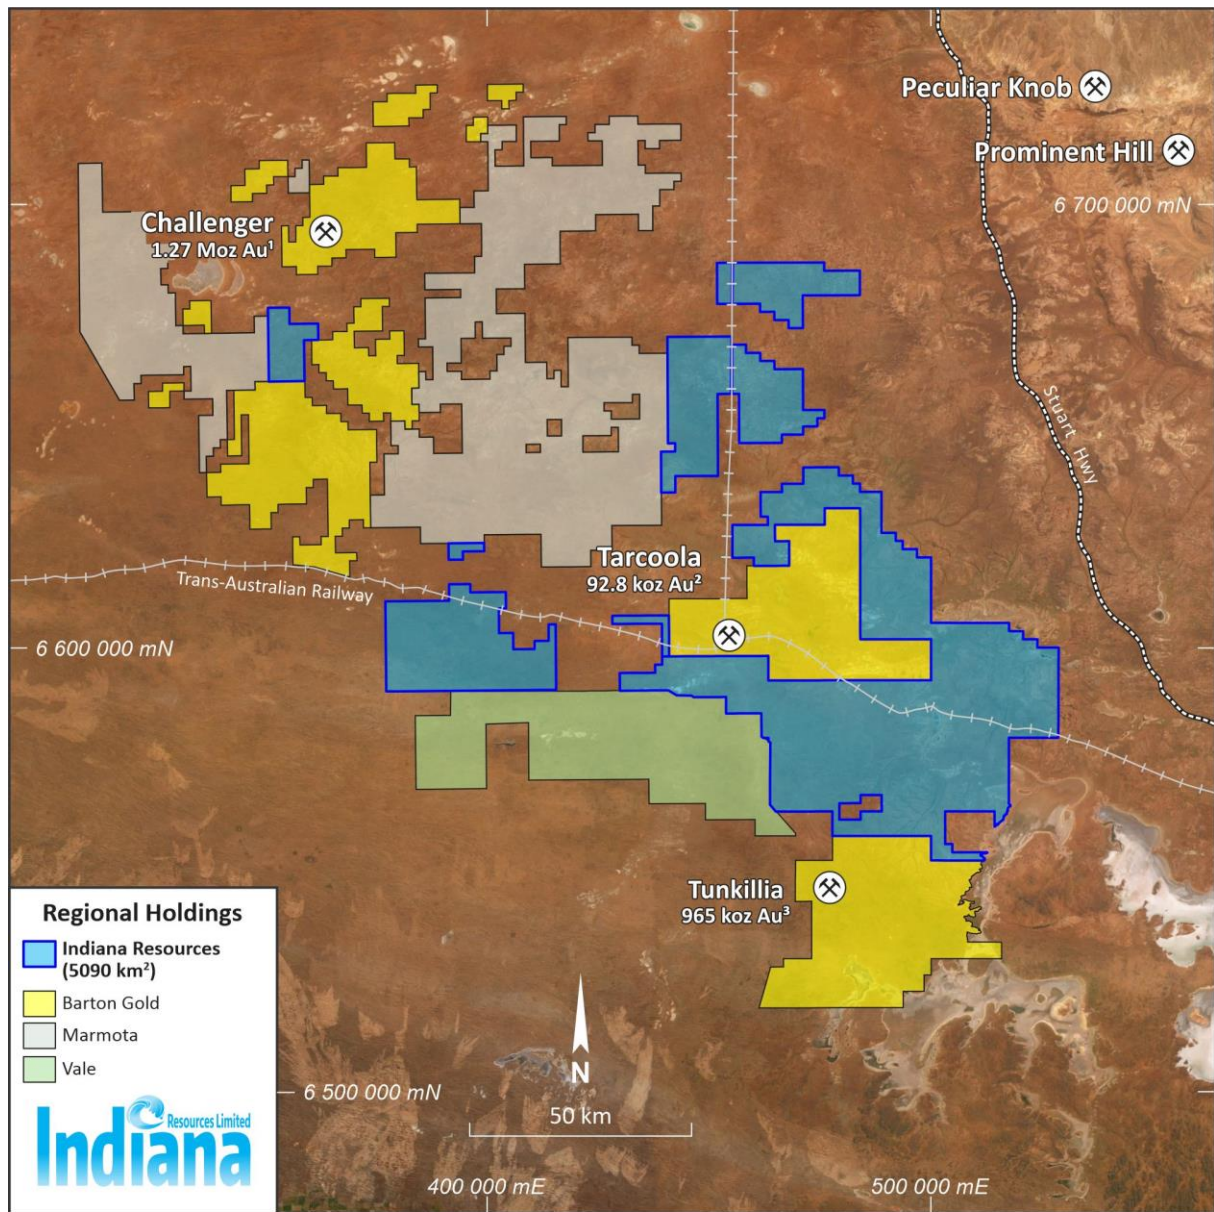 Peculiar Knob
Prominent Hill
6 700 000 mN
Challenger
1.27 Moz Au¹
Stuart Hwy
Tarcoola
92.8 koz Au²
Trans-Australian Railway
6 600 000 mN
Tunkillia
965 koz Au³
Regional Holdings
Indiana Resources
(5090 km²)
Barton Gold
Marmota
Vale
N
6 500 000 mN
50 km
Resources Limited
Indiana
400 000 mE
500 000 mE